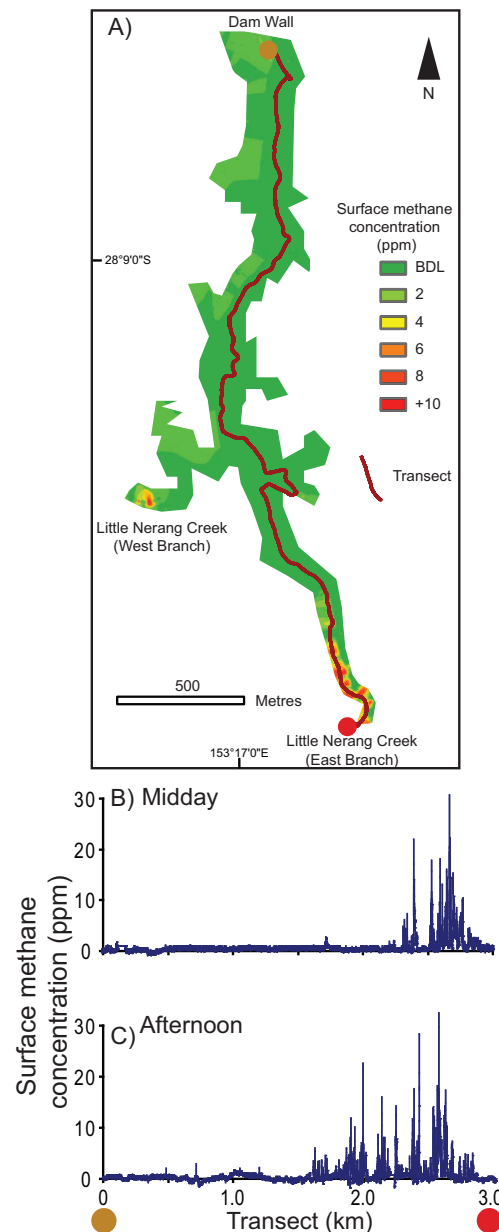 A)
Dam Wall
N
Surface methane
concentration
(ppm)
BDL
2
4
6
8
+10
28°9'0"S
Transect
Little Nerang Creek
(West Branch)
500
Metres
153°17'0"E
Little Nerang Creek
(East Branch)
B) Midday
30
20
10
0
Surface methane
concentration (ppm)
C) Afternoon
30
20
10
0
0
1.0
2.0
3.0
Transect (km)